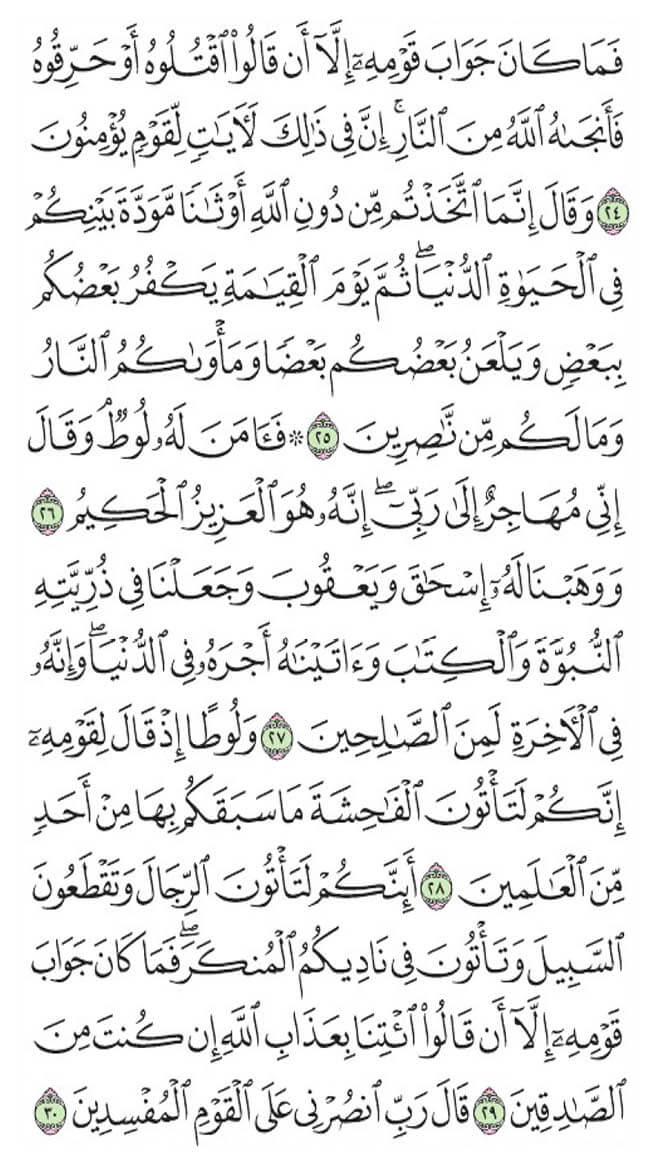 فَمَا كَانَ جَوَابَ قَوْمِهِۦٓ إِلَّآ أَن قَالُوا۟ ٱقْتُلُوهُ أَوْ حَرِّقُوهُ
فَأَنجَىٰهُ ٱللَّهُ مِنَ ٱلنَّارِۚ إِنَّ فِى ذَٰلِكَ لَـَٔايَـٰتٍ لِّقَوْمٍ يُؤْمِنُونَ
٢٤ وَقَالَ إِنَّمَا ٱتَّخَذْتُم مِّن دُونِ ٱللَّهِ أَوْثَـٰنًا مَّوَدَّةَ بَيْنِكُمْ
فِى ٱلْحَيَوٰةِ ٱلدُّنْيَاۖ ثُمَّ يَوْمَ ٱلْقِيَـٰمَةِ يَكْفُرُ بَعْضُكُم
بِبَعْضٍ وَيَلْعَنُ بَعْضُكُم بَعْضًا وَمَأْوَىٰكُمُ ٱلنَّارُ
وَمَا لَكُم مِّن نَّـٰصِرِينَ ٢٥ * فَـَٔامَنَ لَهُۥ لُوطٌۘ وَقَالَ
إِنِّى مُهَاجِرٌ إِلَىٰ رَبِّىٓۖ إِنَّهُۥ هُوَ ٱلْعَزِيزُ ٱلْحَكِيمُ ٢٦
وَوَهَبْنَا لَهُۥٓ إِسْحَـٰقَ وَيَعْقُوبَ وَجَعَلْنَا فِى ذُرِّيَّتِهِ
ٱلنُّبُوَّةَ وَٱلْكِتَـٰبَ وَءَاتَيْنَـٰهُ أَجْرَهُۥ فِى ٱلدُّنْيَاۖ وَإِنَّهُۥ
فِى ٱلْـَٔاخِرَةِ لَمِنَ ٱلصَّـٰلِحِينَ ٢٧ وَلُوطًا إِذْ قَالَ لِقَوْمِهِۦٓ
إِنَّكُمْ لَتَأْتُونَ ٱلْفَـٰحِشَةَ مَا سَبَقَكُم بِهَا مِنْ أَحَدٍ
مِّنَ ٱلْعَـٰلَمِينَ ٢٨ أَئِنَّكُمْ لَتَأْتُونَ ٱلرِّجَالَ وَتَقْطَعُونَ
ٱلسَّبِيلَ وَتَأْتُونَ فِى نَادِيكُمُ ٱلْمُنكَرَۖ فَمَا كَانَ جَوَابَ
قَوْمِهِۦٓ إِلَّآ أَن قَالُوا۟ ٱئْتِنَا بِعَذَابِ ٱللَّهِ إِن كُنتَ مِنَ
ٱلصَّـٰدِقِينَ ٢٩ قَالَ رَبِّ ٱنصُرْنِى عَلَى ٱلْقَوْمِ ٱلْمُفْسِدِينَ ٣٠